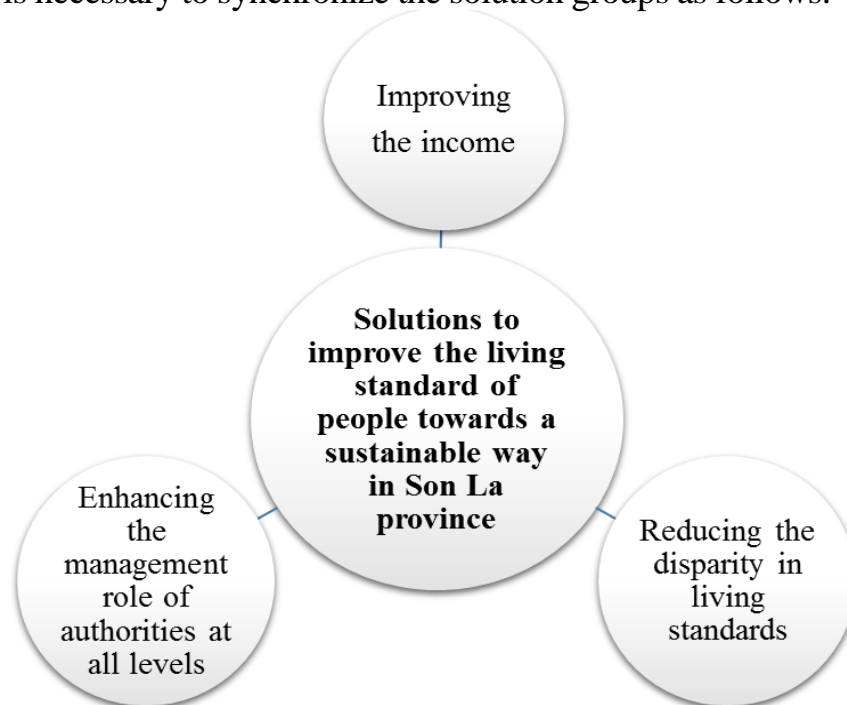 is necessary to synchronize the solution groups as follows:
Improving
the income
Solutions to
improve the living
standard of
people towards a
sustainable way
in Son La
province
Enhancing
the
management
role of
authorities at
all levels
Reducing the
disparity in
living
standards